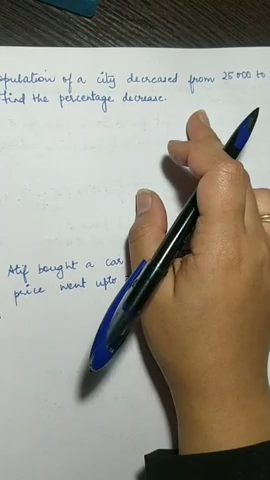 opulation of a city decreased from 25000 to
Find the percentage decrease.
Atif bought a car
price went upto